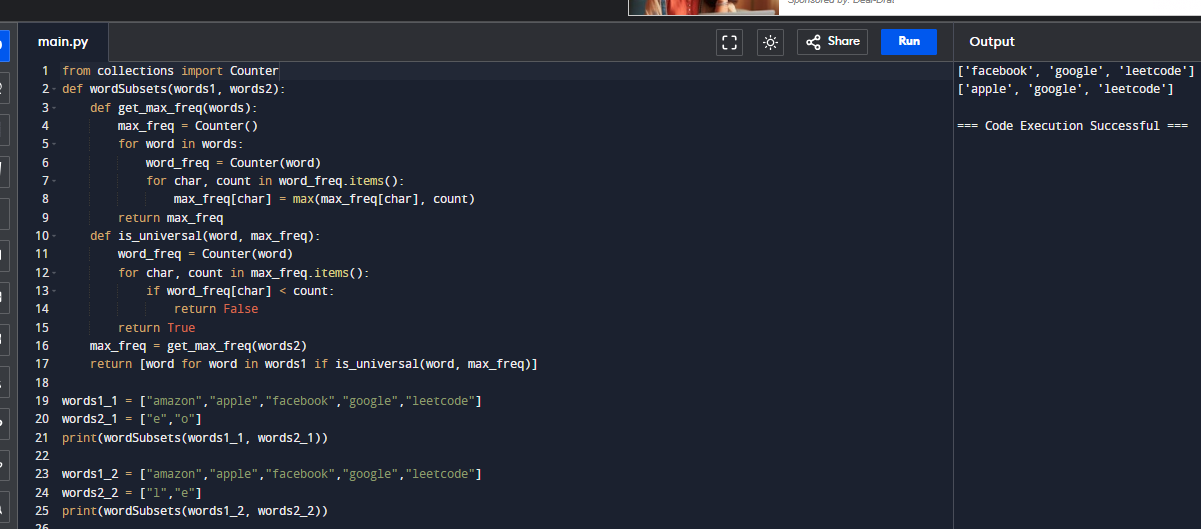 Sponsored by: Deal-Dra!
main.py
Share
Run
Output
1 from collections import Counter
2 def wordSubsets(words1, words2):
3 def get_max_freq(words):
4 max_freq = Counter()
5 for word in words:
6 word_freq = Counter(word)
7 for char, count in word_freq.items():
8 max_freq[char] = max(max_freq[char], count)
9 return max_freq
10 def is_universal(word, max_freq):
11 word_freq = Counter(word)
12 for char, count in max_freq.items():
13 if word_freq[char] < count:
14 return False
15 return True
16 max_freq = get_max_freq(words2)
17 return [word for word in words1 if is_universal(word, max_freq)]
18
19 words1_1 = ["amazon","apple","facebook","google","leetcode"]
20 words2_1 = ["e","o"]
21 print(wordSubsets(words1_1, words2_1))
22
23 words1_2 = ["amazon","apple","facebook","google","leetcode"]
24 words2_2 = ["l","e"]
25 print(wordSubsets(words1_2, words2_2))
26
['facebook', 'google', 'leetcode']
['apple', 'google', 'leetcode']
=== Code Execution Successful ===